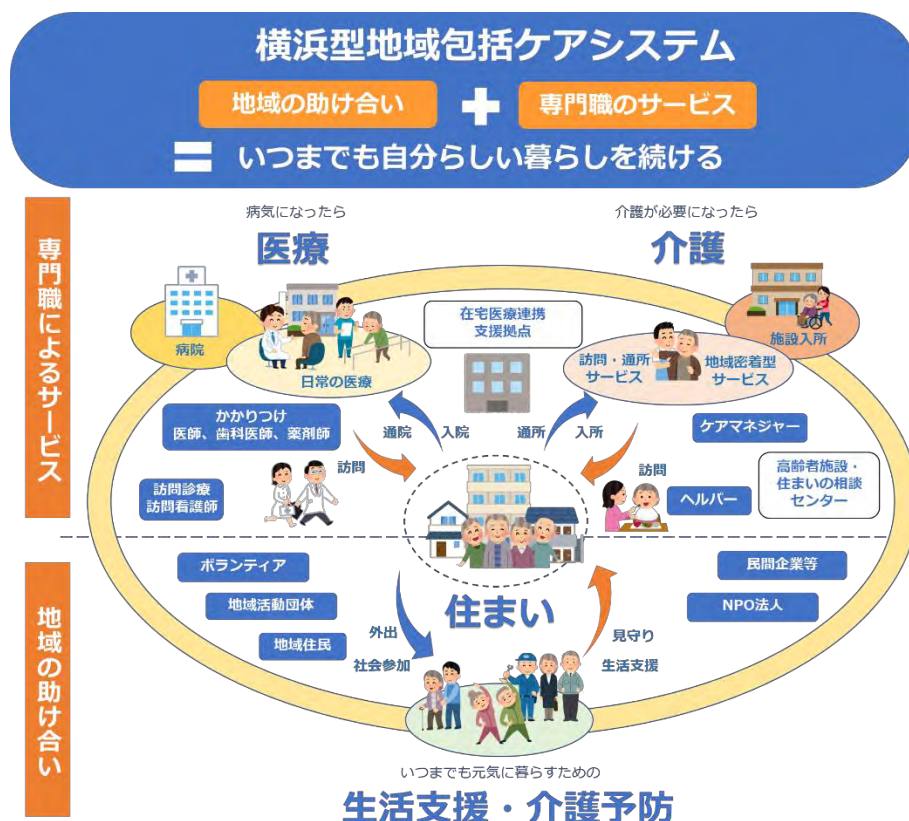 横浜型地域包括ケアシステム
地域の助け合い
+
専門職のサービス
= いつまでも自分らしい暮らしを続ける
専門職によるサービス
病気になったら
医療
介護が必要になったら
介護
病院
日常の医療
在宅医療連携
支援拠点
訪問・通所
サービス
地域密着型
サービス
施設入所
かかりつけ
医師、歯科医師、薬剤師
通院
入院
通所
入所
ケアマネジャー
訪問
訪問
訪問診療
訪問看護師
ヘルパー
高齢者施設・
住まいの相談
センター
住まい
地域の助け合い
ボランティア
地域活動団体
地域住民
民間企業等
NPO法人
外出
社会参加
見守り
生活支援
いつまでも元気に暮らすための
生活支援・介護予防